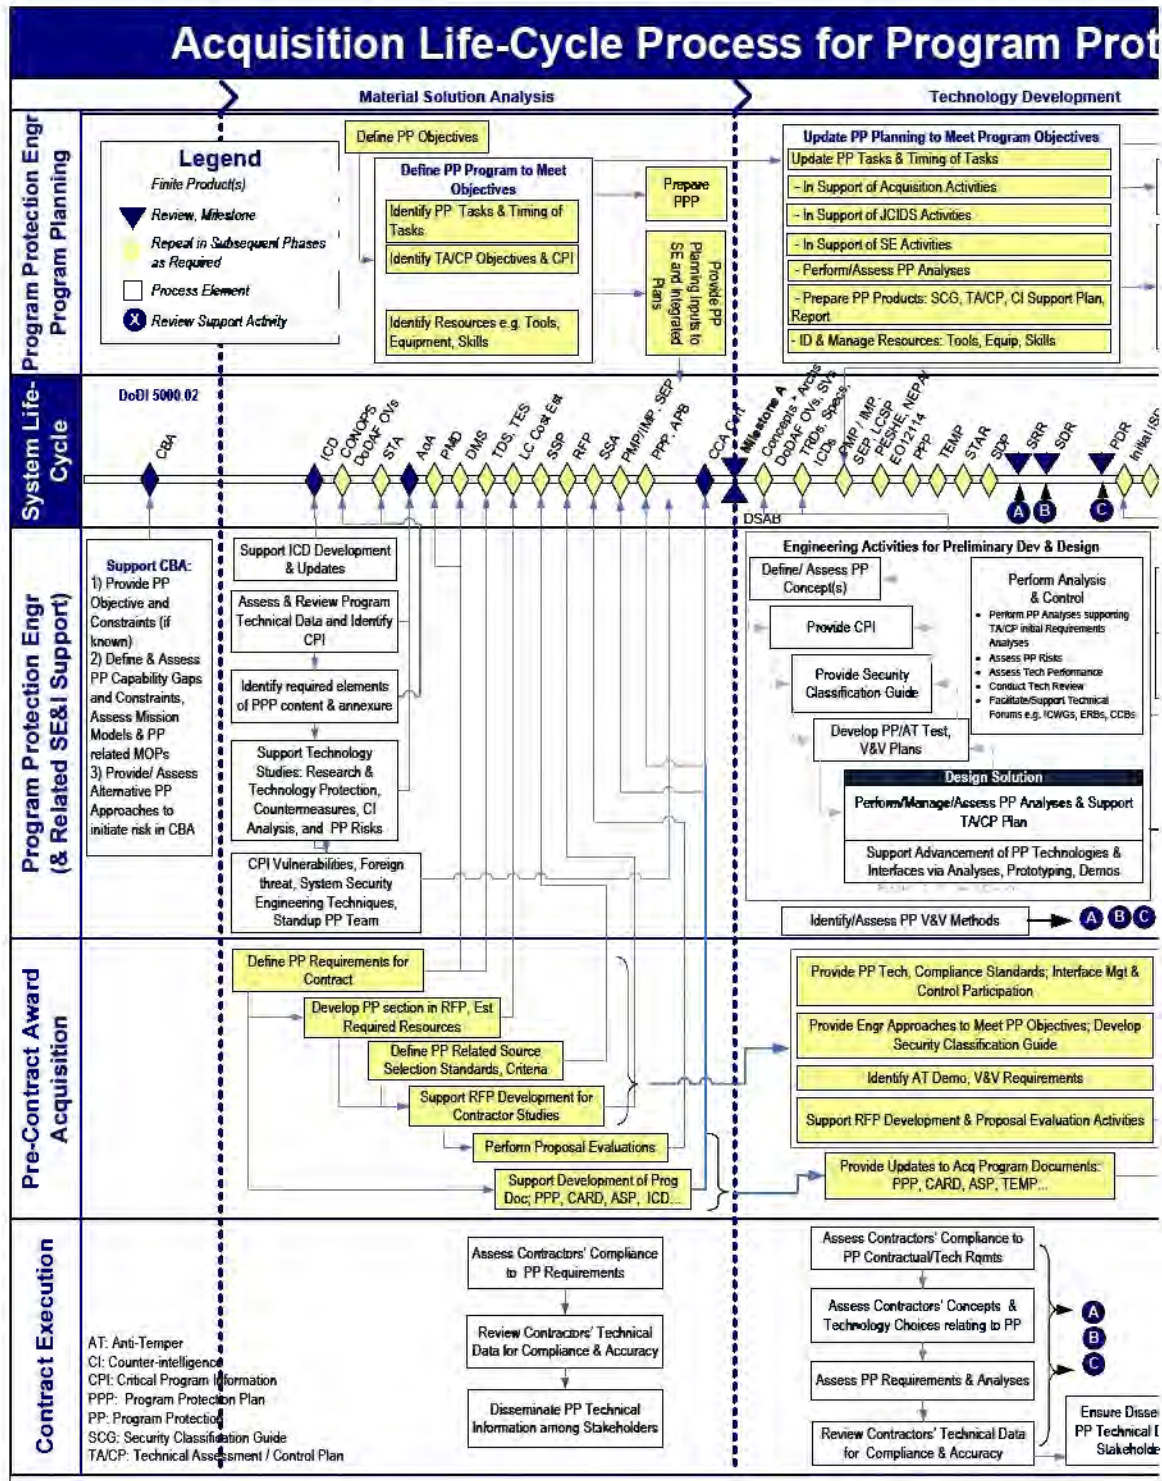 Acquisition Life-Cycle Process for Program Prot
Material Solution Analysis
Technology Development
Program Protection Engr
Program Planning
Legend
Finite Product(s)
Review, Milestone
Repeat in Subsequent Phases
as Required
Process Element
X
Review Support Activity
Define PP Objectives
Define PP Program to Meet
Objectives
Identify PP Tasks & Timing of
Tasks
Identify TA/CP Objectives & CPI
Identify Resources e.g. Tools,
Equipment, Skills
Prepare
PPP
Provide PP
Planning Inputs to
SE and Integrated
Plans
Update PP Planning to Meet Program Objectives
Update PP Tasks & Timing of Tasks
- In Support of Acquisition Activities
- In Support of JCIDS Activities
- In Support of SE Activities
- Perform/Assess PP Analyses
- Prepare PP Products: SCG, TA/CP, CI Support Plan,
Report
- ID & Manage Resources: Tools, Equip, Skills
System Life-
Cycle
DoDI 5000.02
CBA
ICD
CONOPS
DoDAF OVs
STA
AoA
PMD
DMS
TDS, TES
LC Cost Est
SSP
RFP
SSA
PMP/IMP, SEP
PPP, APB
CCA Cert
Milestone A
Concepts + Archs
DoDAF OVs, SVs
TRDs, Specs,
ICDs
PMP / IMP,
SEP, LCSP
PESHE, NEPA/
EO12114
PPP
TEMP
STAR
SDP
SRR
SDR
PDR
Initial ISP
A
B
C
DSAB
Program Protection Engr
(& Related SE&I Support)
Support CBA:
1) Provide PP
Objective and
Constraints (if
known)
2) Define & Assess
PP Capability Gaps
and Constraints,
Assess Mission
Models & PP
related MOPs
3) Provide/ Assess
Alternative PP
Approaches to
initiate risk in CBA
Support ICD Development
& Updates
Assess & Review Program
Technical Data and Identify
CPI
Identify required elements
of PPP content & annexure
Support Technology
Studies: Research &
Technology Protection,
Countermeasures, CI
Analysis, and PP Risks
CPI Vulnerabilities, Foreign
threat, System Security
Engineering Techniques,
Standup PP Team
Engineering Activities for Preliminary Dev & Design
Define/ Assess PP
Concept(s)
Provide CPI
Provide Security
Classification Guide
Develop PP/AT Test,
V&V Plans
Perform Analysis
& Control
• Perform PP Analyses supporting
TA/CP initial Requirements
Analyses
• Assess PP Risks
• Assess Tech Performance
• Conduct Tech Review
• Facilitate/Support Technical
Forums e.g. ICWGs, ERBs, CCBs
Design Solution
Perform/Manage/Assess PP Analyses & Support
TA/CP Plan
Support Advancement of PP Technologies &
Interfaces via Analyses, Prototyping, Demos
Identify/Assess PP V&V Methods
A B C
Pre-Contract Award
Acquisition
Define PP Requirements for
Contract
Develop PP section in RFP, Est
Required Resources
Define PP Related Source
Selection Standards, Criteria
Support RFP Development for
Contractor Studies
Perform Proposal Evaluations
Support Development of Prog
Doc; PPP, CARD, ASP, ICD...
Provide PP Tech, Compliance Standards; Interface Mgt &
Control Participation
Provide Engr Approaches to Meet PP Objectives; Develop
Security Classification Guide
Identify AT Demo, V&V Requirements
Support RFP Development & Proposal Evaluation Activities
Provide Updates to Acq Program Documents:
PPP, CARD, ASP, TEMP...
Contract Execution
AT: Anti-Temper
CI: Counter-intelligence
CPI: Critical Program Information
PPP: Program Protection Plan
PP: Program Protection
SCG: Security Classification Guide
TA/CP: Technical Assessment / Control Plan
Assess Contractors' Compliance
to PP Requirements
Review Contractors' Technical
Data for Compliance & Accuracy
Disseminate PP Technical
Information among Stakeholders
Assess Contractors' Compliance to
PP Contractual/Tech Rqmts
Assess Contractors' Concepts &
Technology Choices relating to PP
Assess PP Requirements & Analyses
Review Contractors' Technical Data
for Compliance & Accuracy
A
B
C
Ensure Disse
PP Technical D
Stakeholde